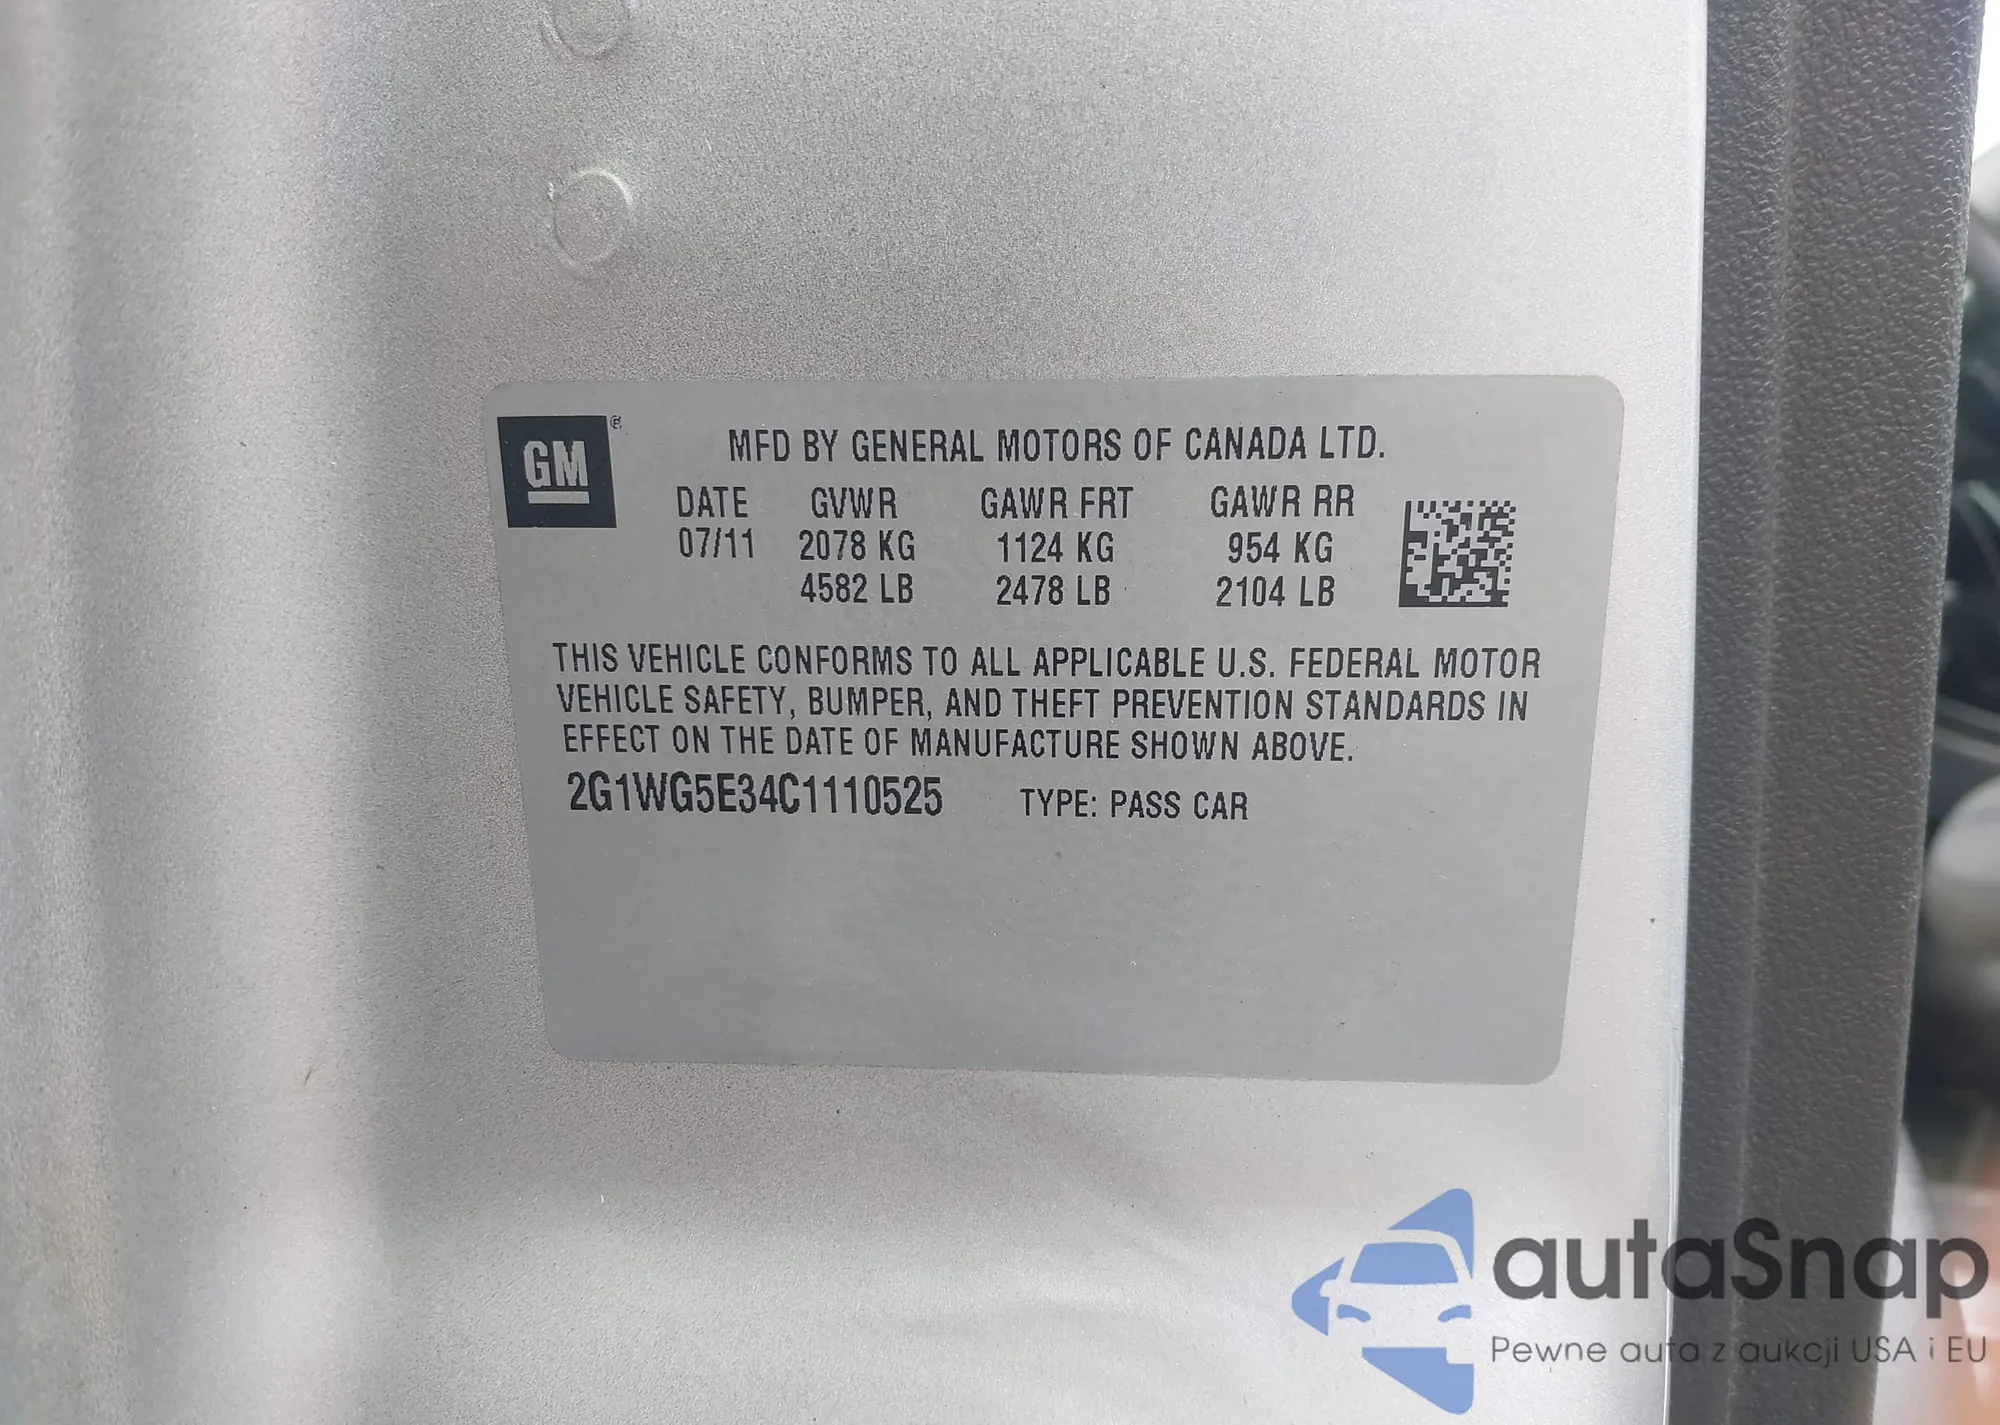 GM ®
MFD BY GENERAL MOTORS OF CANADA LTD.
DATE GVWR GAWR FRT GAWR RR
07/11 2078 KG 1124 KG 954 KG
4582 LB 2478 LB 2104 LB
THIS VEHICLE CONFORMS TO ALL APPLICABLE U.S. FEDERAL MOTOR
VEHICLE SAFETY, BUMPER, AND THEFT PREVENTION STANDARDS IN
EFFECT ON THE DATE OF MANUFACTURE SHOWN ABOVE.
2G1WG5E34C1110525 TYPE: PASS CAR
autaSnap
Pewne auta z aukcji USA i EU